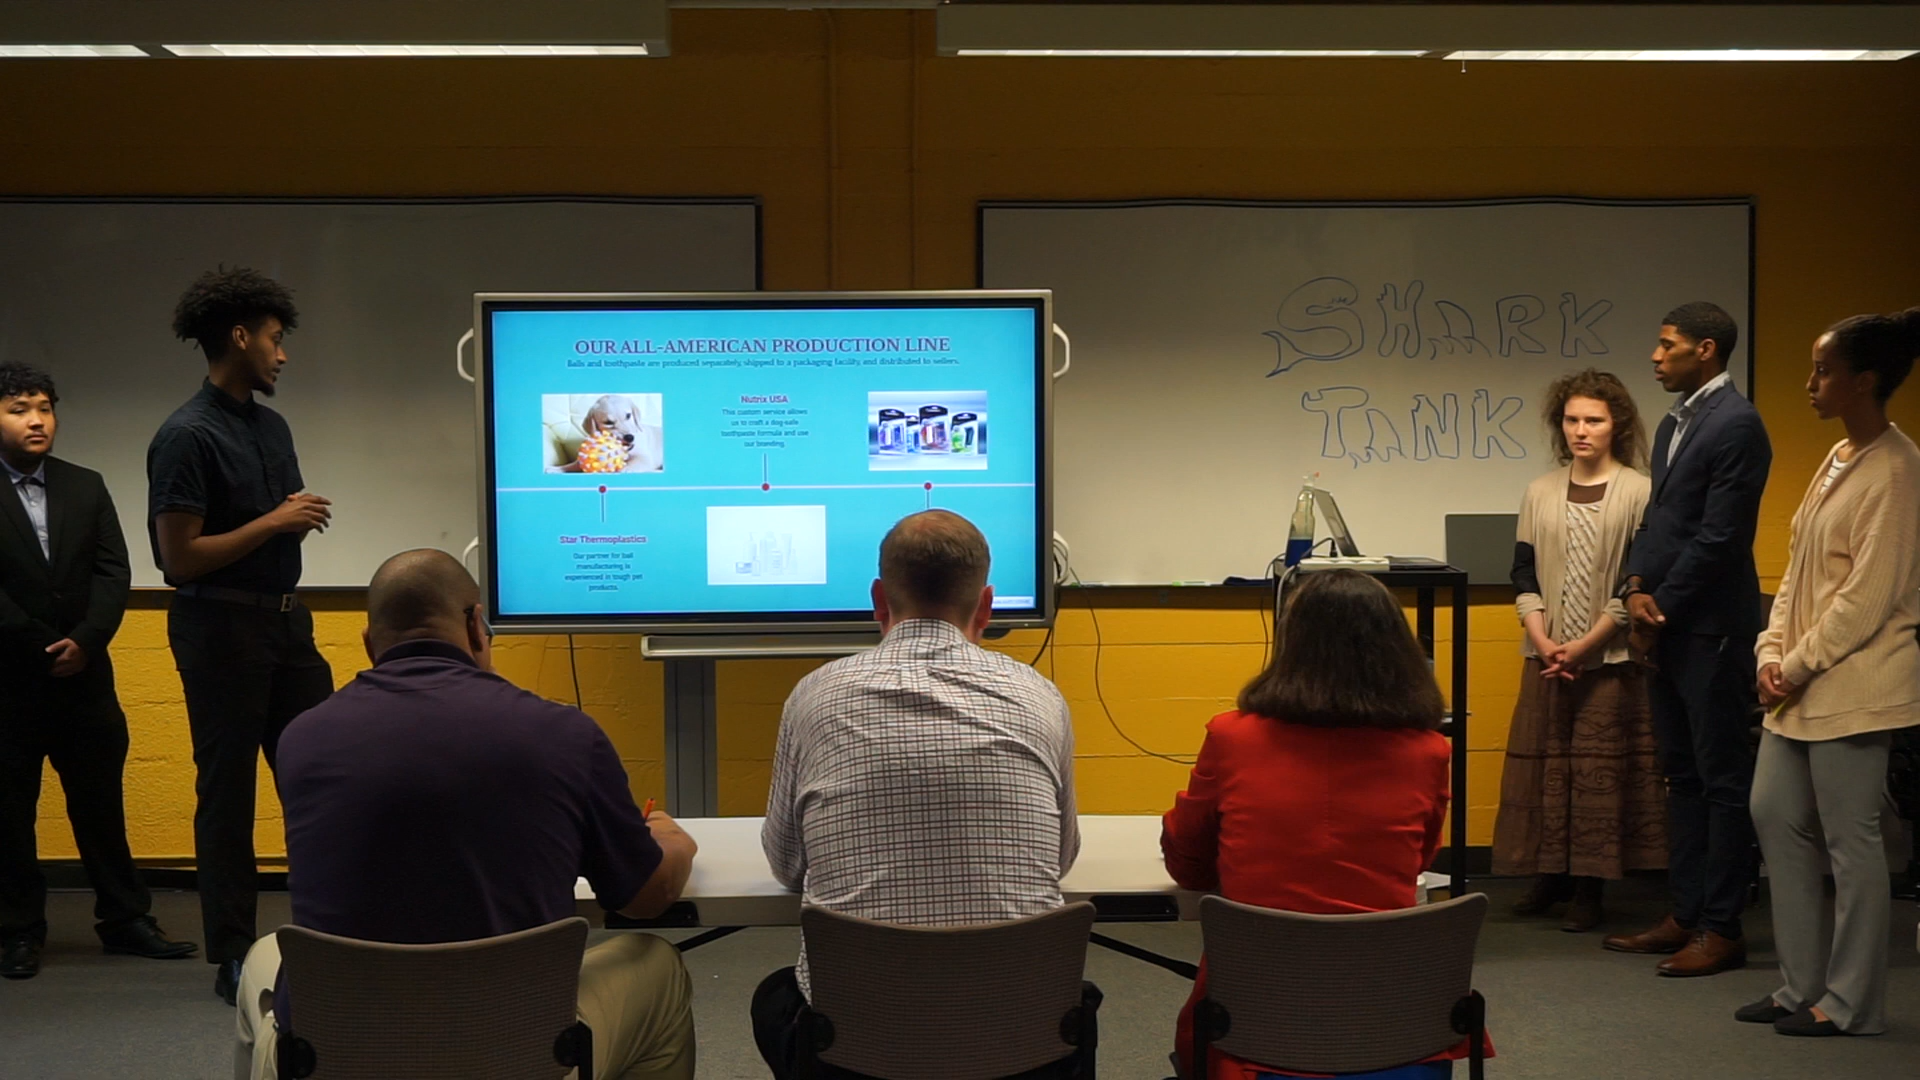 OUR ALL-AMERICAN PRODUCTION LINE
Balls and toothpaste are produced separately, shipped to a packaging facility, and distributed to sellers.
Nutrix USA
This custom service allows
us to craft a dog-safe
toothpaste formula and use
our branding.
Star Thermoplastics
Our partner for ball
manufacturing is
experienced in tough pet
products.
SHARK
TANK